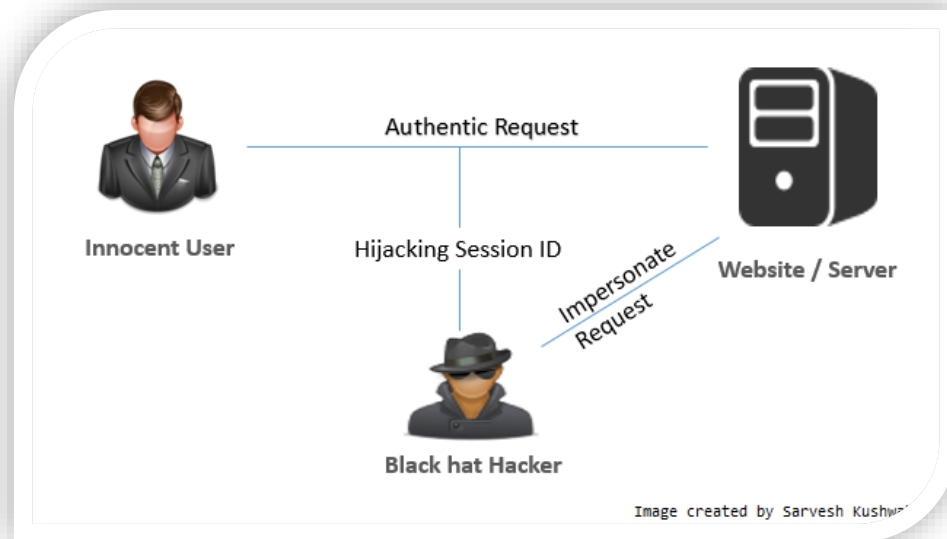 Authentic Request
Innocent User
Hijacking Session ID
Website / Server
Impersonate
Request
Black hat Hacker
Image created by Sarvesh